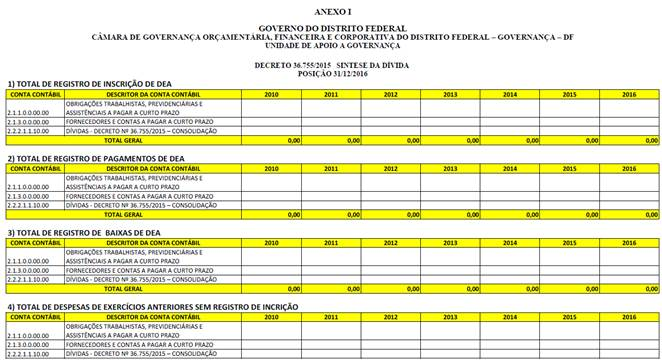 ANEXO I
GOVERNO DO DISTRITO FEDERAL
CÂMARA DE GOVERNANÇA ORÇAMENTÁRIA, FINANCEIRA E CORPORATIVA DO DISTRITO FEDERAL – GOVERNANÇA – DF
UNIDADE DE APOIO A GOVERNANÇA
DECRETO 36.755/2015 SINTESE DA DÍVIDA
POSIÇÃO 31/12/2016
1) TOTAL DE REGISTRO DE INSCRIÇÃO DE DEA
CONTA CONTÁBIL DESCRITOR DA CONTA CONTÁBIL 2010 2011 2012 2013 2014 2015 2016
OBRIGAÇÕES TRABALHISTAS, PREVIDENCIÁRIAS E
2.1.1.0.0.00.00 ASSISTÊNCIAIS A PAGAR A CURTO PRAZO
2.1.3.0.0.00.00 FORNECEDORES E CONTAS A PAGAR A CURTO PRAZO
2.2.2.1.1.10.00 DÍVIDAS - DECRETO Nº 36.755/2015 – CONSOLIDAÇÃO
TOTAL GERAL 0,00 0,00 0,00 0,00 0,00 0,00 0,00
2) TOTAL DE REGISTRO DE PAGAMENTOS DE DEA
CONTA CONTÁBIL DESCRITOR DA CONTA CONTÁBIL 2010 2011 2012 2013 2014 2015 2016
OBRIGAÇÕES TRABALHISTAS, PREVIDENCIÁRIAS E
2.1.1.0.0.00.00 ASSISTÊNCIAIS A PAGAR A CURTO PRAZO
2.1.3.0.0.00.00 FORNECEDORES E CONTAS A PAGAR A CURTO PRAZO
2.2.2.1.1.10.00 DÍVIDAS - DECRETO Nº 36.755/2015 – CONSOLIDAÇÃO
TOTAL GERAL 0,00 0,00 0,00 0,00 0,00 0,00 0,00
3) TOTAL DE REGISTRO DE BAIXAS DE DEA
CONTA CONTÁBIL DESCRITOR DA CONTA CONTÁBIL 2010 2011 2012 2013 2014 2015 2016
OBRIGAÇÕES TRABALHISTAS, PREVIDENCIÁRIAS E
2.1.1.0.0.00.00 ASSISTÊNCIAIS A PAGAR A CURTO PRAZO
2.1.3.0.0.00.00 FORNECEDORES E CONTAS A PAGAR A CURTO PRAZO
2.2.2.1.1.10.00 DÍVIDAS - DECRETO Nº 36.755/2015 – CONSOLIDAÇÃO
TOTAL GERAL 0,00 0,00 0,00 0,00 0,00 0,00 0,00
4) TOTAL DE DESPESAS DE EXERCÍCIOS ANTERIORES SEM REGISTRO DE INCRIÇÃO
CONTA CONTÁBIL DESCRITOR DA CONTA CONTÁBIL 2010 2011 2012 2013 2014 2015 2016
OBRIGAÇÕES TRABALHISTAS, PREVIDENCIÁRIAS E
2.1.1.0.0.00.00 ASSISTÊNCIAIS A PAGAR A CURTO PRAZO
2.1.3.0.0.00.00 FORNECEDORES E CONTAS A PAGAR A CURTO PRAZO
2.2.2.1.1.10.00 DÍVIDAS - DECRETO Nº 36.755/2015 – CONSOLIDAÇÃO